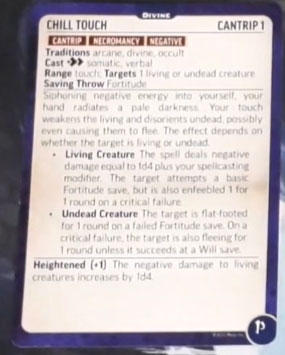 DIVINE
CHILL TOUCH CANTRIP 1
CANTRIP NECROMANCY NEGATIVE
Traditions arcane, divine, occult
Cast somatic, verbal
Range touch; Targets 1 living or undead creature
Saving Throw Fortitude
Siphoning negative energy into yourself, your
hand radiates a pale darkness. Your touch
weakens the living and disorients undead, possibly
even causing them to flee. The effect depends on
whether the target is living or undead.
• Living Creature The spell deals negative
damage equal to 1d4 plus your spellcasting
modifier. The target attempts a basic
Fortitude save, but is also enfeebled 1 for
1 round on a critical failure.
• Undead Creature The target is flat-footed
for 1 round on a failed Fortitude save. On a
critical failure, the target is also fleeing for
1 round unless it succeeds at a Will save.
Heightened (+1) The negative damage to living
creatures increases by 1d4.